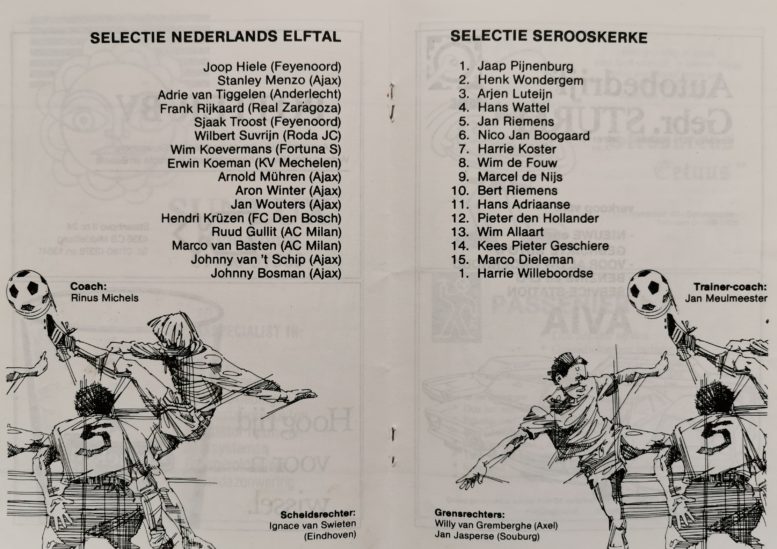 SELECTIE NEDERLANDS ELFTAL
Joop Hiele (Feyenoord)
Stanley Menzo (Ajax)
Adrie van Tiggelen (Anderlecht)
Frank Rijkaard (Real Zaragoza)
Sjaak Troost (Feyenoord)
Wilbert Suvrijn (Roda JC)
Wim Koevermans (Fortuna S)
Erwin Koeman (KV Mechelen)
Arnold Mühren (Ajax)
Aron Winter (Ajax)
Jan Wouters (Ajax)
Hendri Krüzen (FC Den Bosch)
Ruud Gullit (AC Milan)
Marco van Basten (AC Milan)
Johnny van 't Schip (Ajax)
Johnny Bosman (Ajax)
Coach:
Rinus Michels
5
Scheidsrechter:
Ignace van Swieten
(Eindhoven)
SELECTIE SEROOSKERKE
1. Jaap Pijnenburg
2. Henk Wondergem
3. Arjen Luteijn
4. Hans Wattel
5. Jan Riemens
6. Nico Jan Boogaard
7. Harrie Koster
8. Wim de Fouw
9. Marcel de Nijs
10. Bert Riemens
11. Hans Adriaanse
12. Pieter den Hollander
13. Wim Allaart
14. Kees Pieter Geschiere
15. Marco Dieleman
1. Harrie Willeboordse
Trainer-coach:
Jan Meulmeester
5
Grensrechters:
Willy van Gremberghe (Axel)
Jan Jasperse (Souburg)